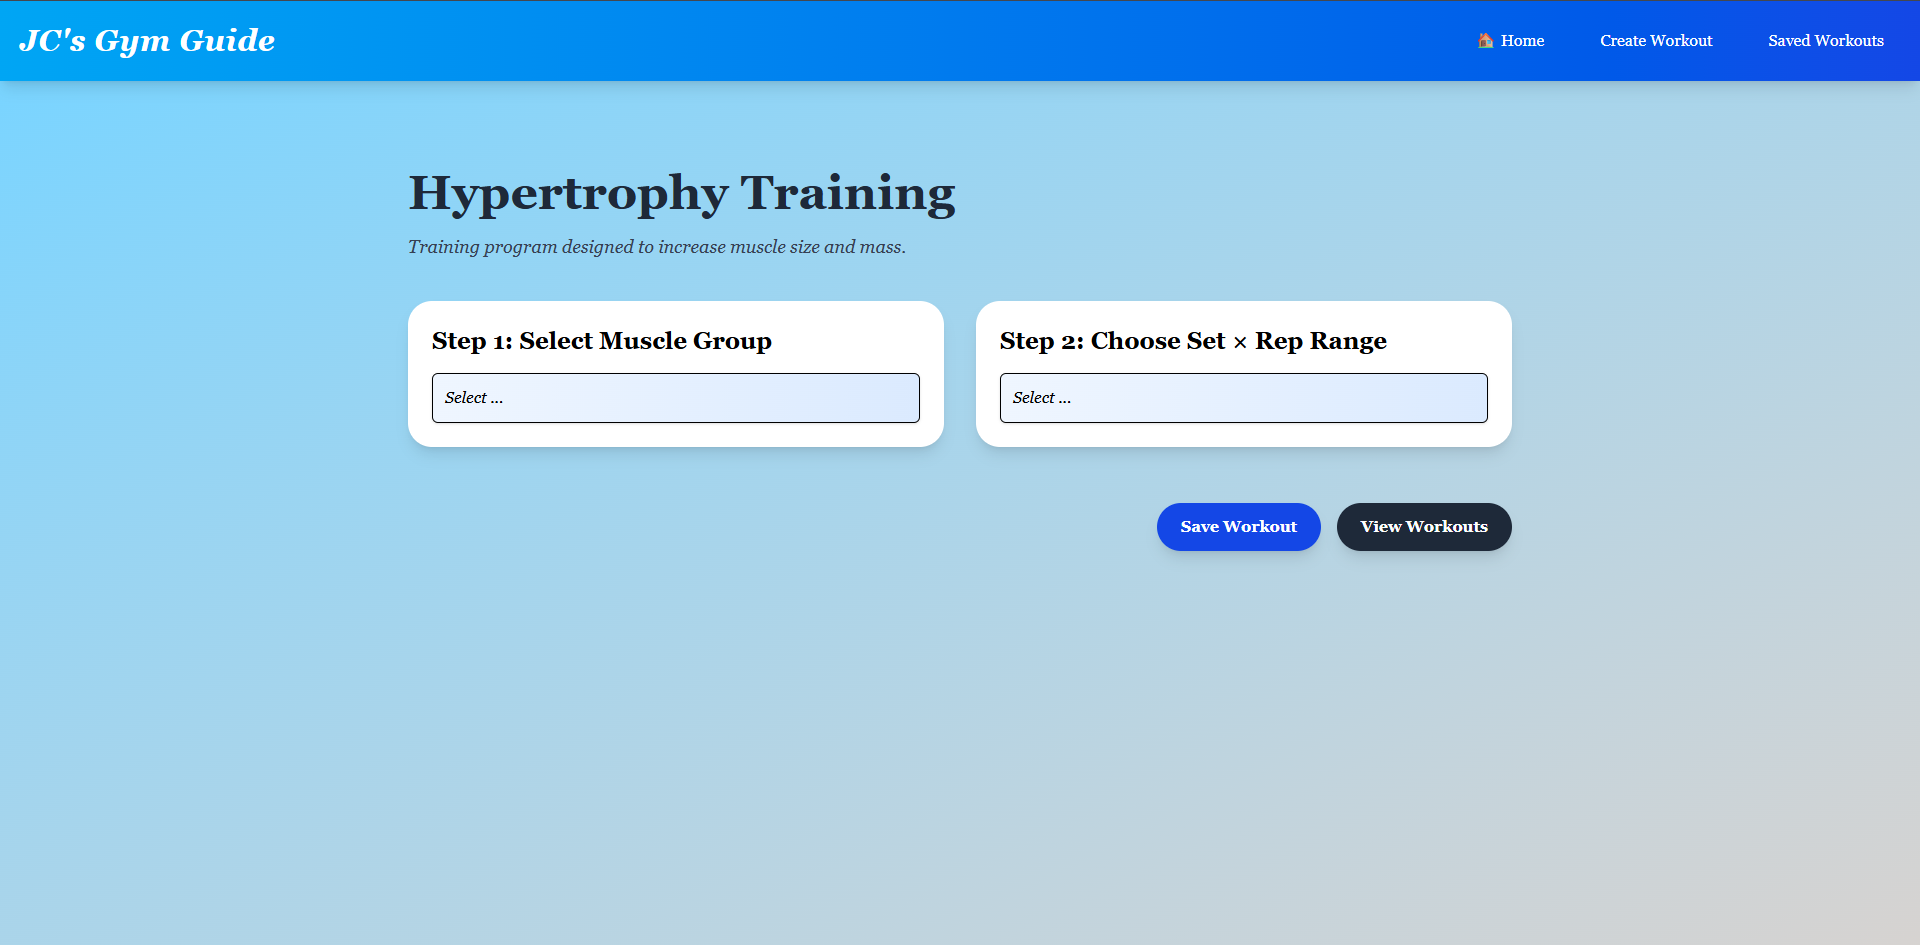 JC's Gym Guide
🏠 Home
Create Workout
Saved Workouts
Hypertrophy Training
Training program designed to increase muscle size and mass.
Step 1: Select Muscle Group
Select ...
Step 2: Choose Set × Rep Range
Select ...
Save Workout
View Workouts